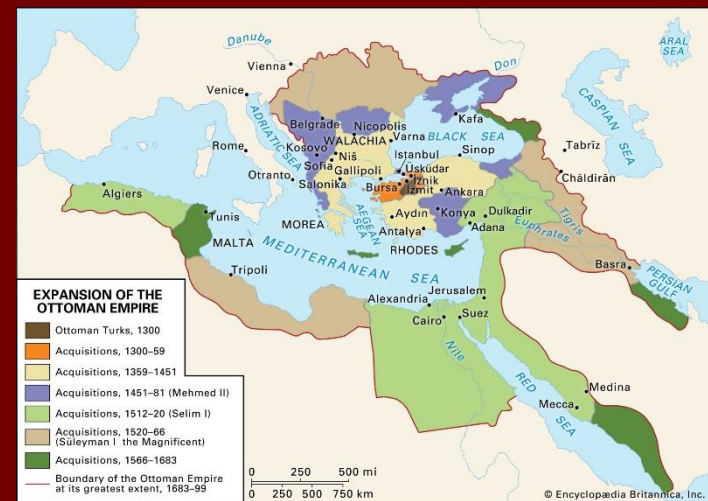 ARAL
SEA
Danube
Don
Vienna
Venice
CASPIAN SEA
Belgrade
Nicopolis
Kafa
ADRIATIC SEA
WALACHIA
Varna
BLACK SEA
Rome
Kosovo
Niš
Istanbul
Sinop
Tabrīz
Sofia
Gallipoli
Üsküdar
Chāldirān
Otranto
Salonika
Bursa
İznik
İzmit
Ankara
Algiers
Tunis
MOREA
AEGEAN
SEA
Aydın
Konya
Dulkadir
Tigris
Antalya
Adana
Euphrates
MALTA
RHODES
MEDITERRANEAN SEA
Basra
PERSIAN
GULF
Tripoli
Alexandria
Jerusalem
Cairo
Suez
Nile
RED
SEA
Medina
Mecca
EXPANSION OF THE
OTTOMAN EMPIRE
Ottoman Turks, 1300
Acquisitions, 1300–59
Acquisitions, 1359–1451
Acquisitions, 1451–81 (Mehmed II)
Acquisitions, 1512–20 (Selim I)
Acquisitions, 1520–66
(Süleyman I the Magnificent)
Acquisitions, 1566–1683
Boundary of the Ottoman Empire
at its greatest extent, 1683–99
0 250 500 mi
0 250 500 750 km
© Encyclopædia Britannica, Inc.